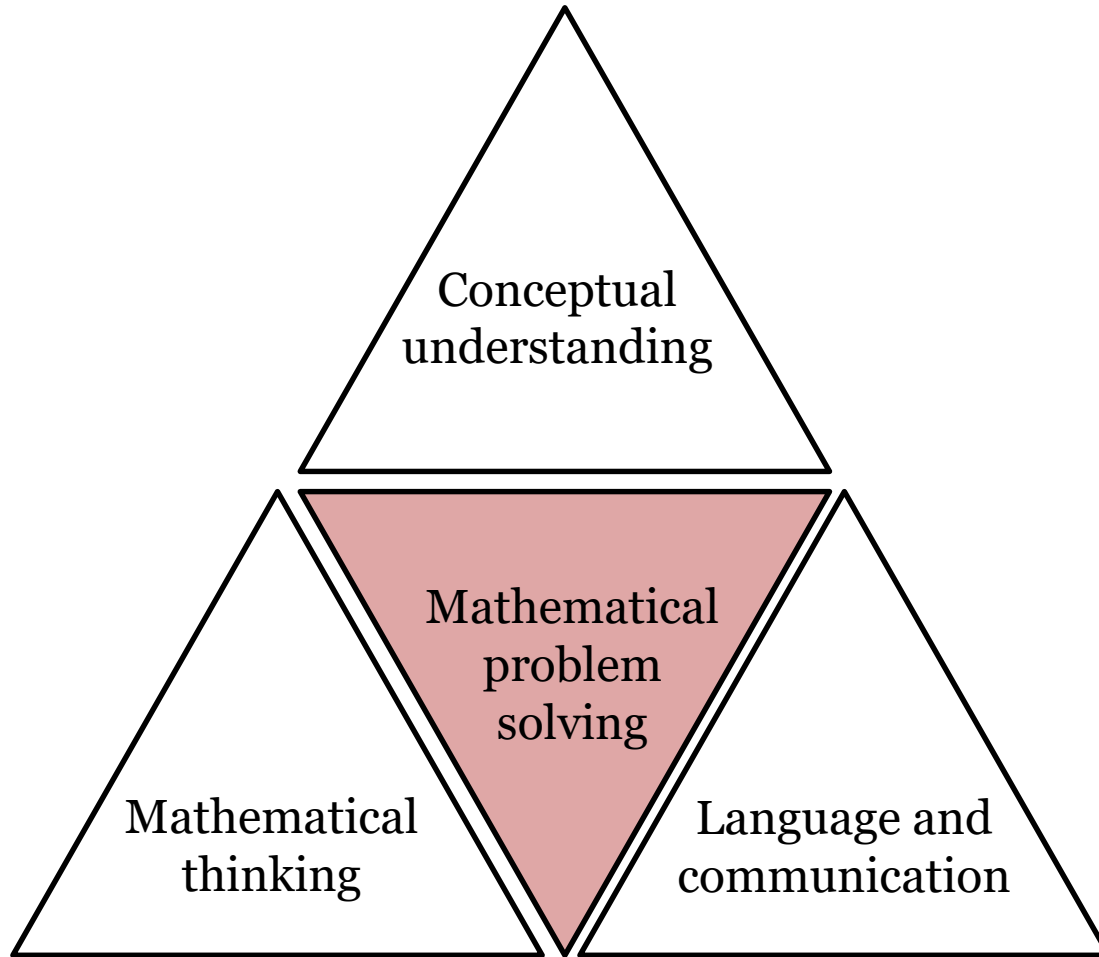 Conceptual
understanding
Mathematical
problem
solving
Mathematical
thinking
Language and
communication